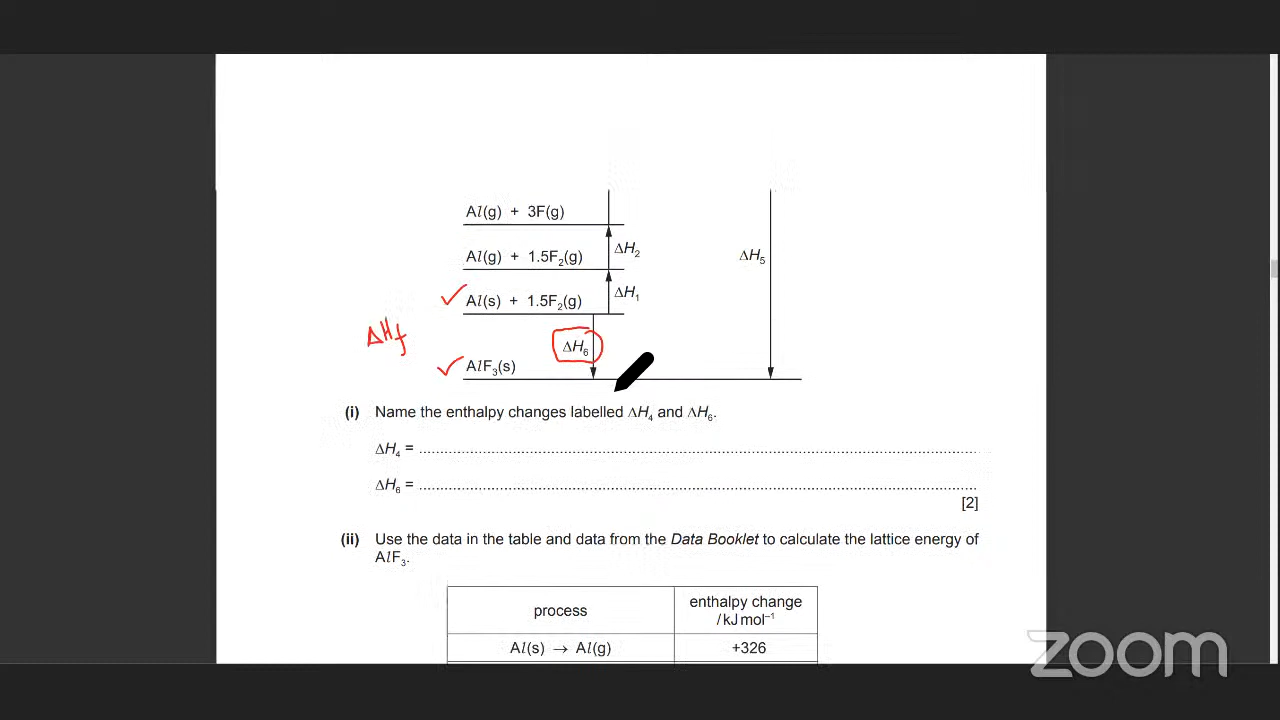 Al(g) + 3F(g)
ΔH2
Al(g) + 1.5F2(g)
ΔH5
ΔH1
Al(s) + 1.5F2(g)
ΔHf
ΔH6
AlF3(s)
(i) Name the enthalpy changes labelled ΔH4 and ΔH6.
ΔH4 = ........................................................................
ΔH6 = ........................................................................
[2]
(ii) Use the data in the table and data from the Data Booklet to calculate the lattice energy of
AlF3.
process
enthalpy change
/kJ mol–1
Al(s) → Al(g)
+326
zoom